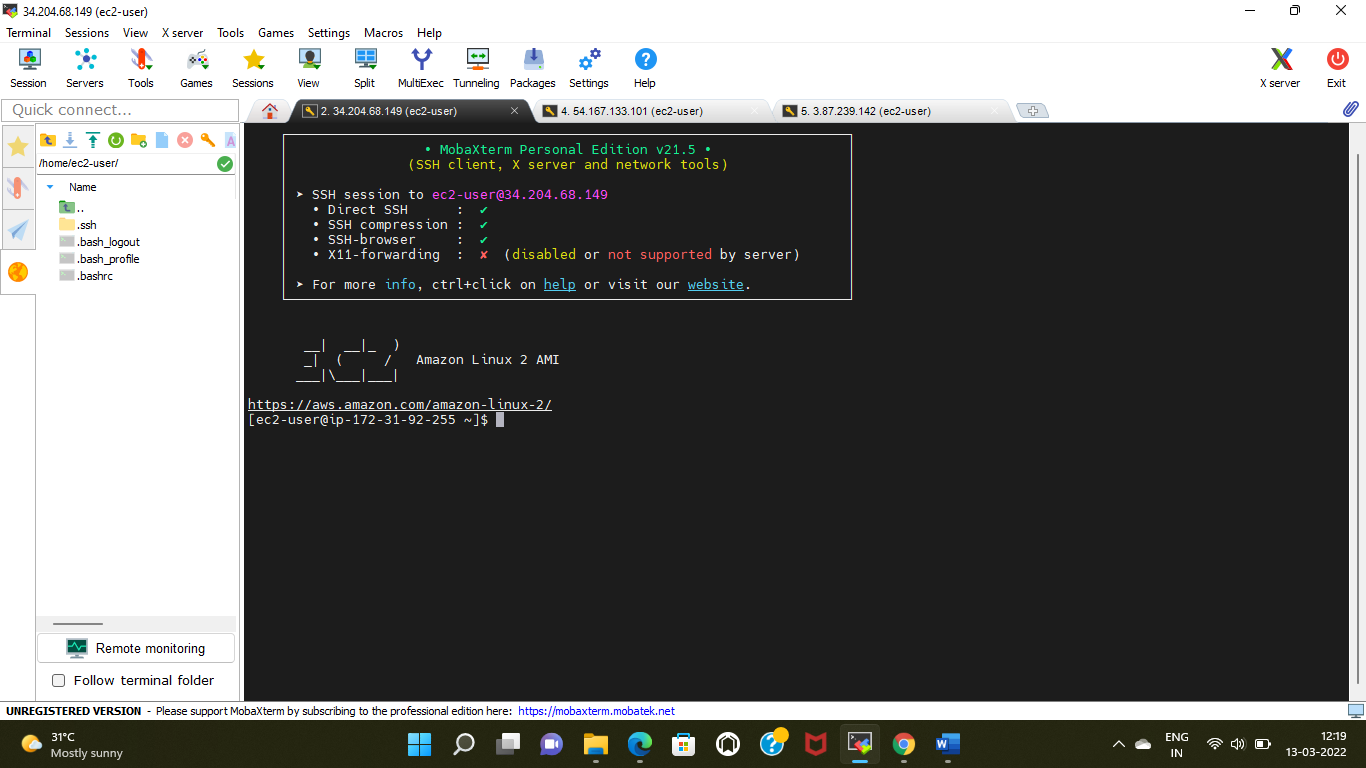 34.204.68.149 (ec2-user)
Terminal Sessions View X server Tools Games Settings Macros Help
Session Servers Tools Games Sessions View Split MultiExec Tunneling Packages Settings Help X server Exit
Quick connect...
2. 34.204.68.149 (ec2-user)
4. 54.167.133.101 (ec2-user)
5. 3.87.239.142 (ec2-user)
/home/ec2-user/
Name
..
.ssh
.bash_logout
.bash_profile
.bashrc
Remote monitoring
Follow terminal folder
• MobaXterm Personal Edition v21.5 •
(SSH client, X server and network tools)
➤ SSH session to ec2-user@34.204.68.149
• Direct SSH : ✔
• SSH compression : ✔
• SSH-browser : ✔
• X11-forwarding : ✘ (disabled or not supported by server)
➤ For more info, ctrl+click on help or visit our website.
__| __|_ )
_| ( / Amazon Linux 2 AMI
___|\___|___|
https://aws.amazon.com/amazon-linux-2/
[ec2-user@ip-172-31-92-255 ~]$
UNREGISTERED VERSION - Please support MobaXterm by subscribing to the professional edition here: https://mobaxterm.mobatek.net
31°C
Mostly sunny
ENG
IN
12:19
13-03-2022